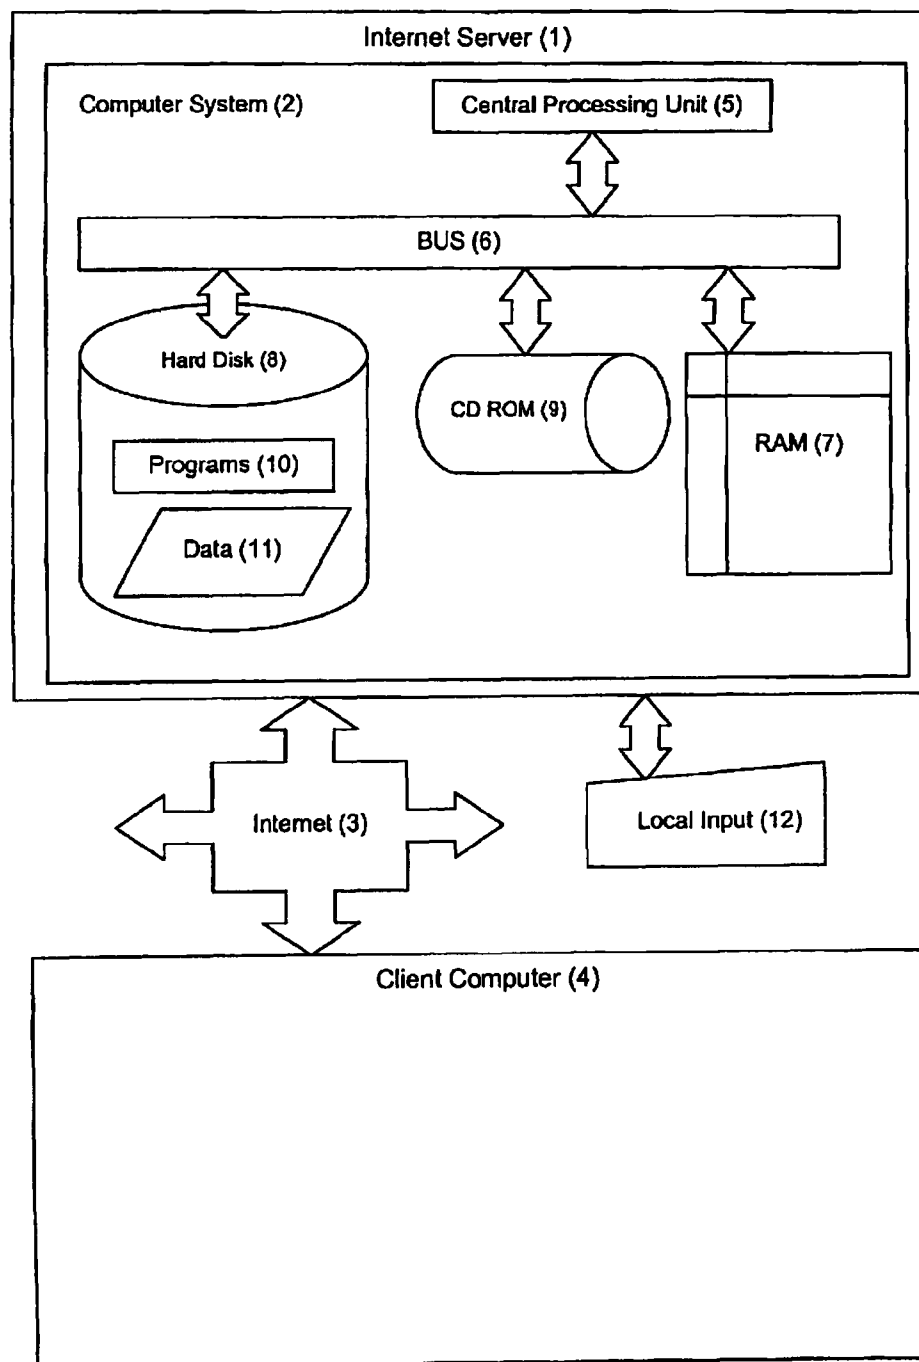 Internet Server (1)
Computer System (2)
Central Processing Unit (5)
BUS (6)
Hard Disk (8)
CD ROM (9)
RAM (7)
Programs (10)
Data (11)
Internet (3)
Local Input (12)
Client Computer (4)